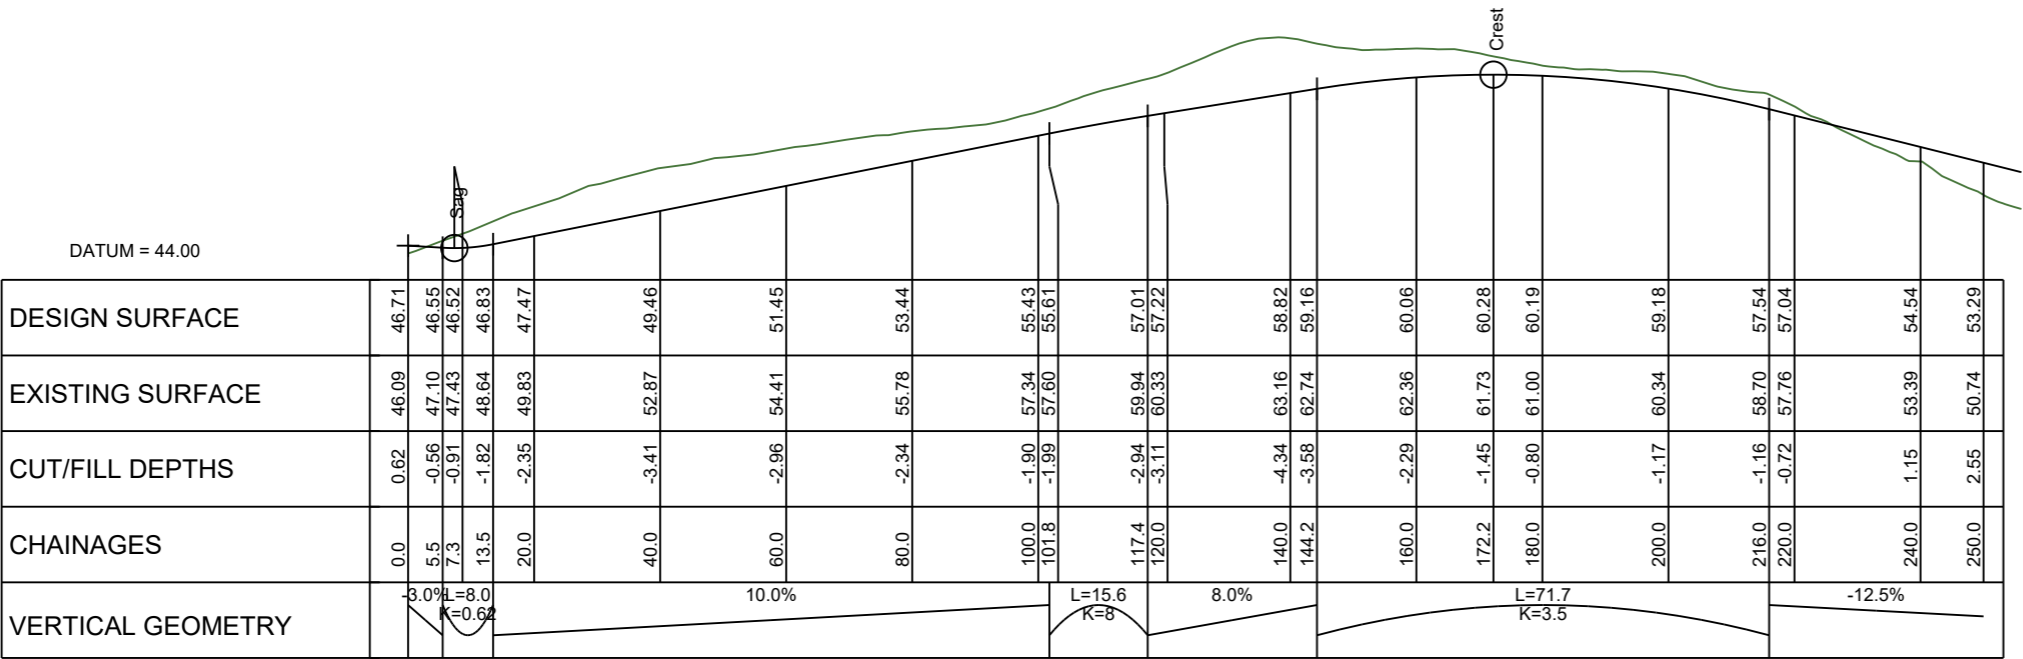 Crest
Sag
DATUM = 44.00
DESIGN SURFACE 46.71 46.55 46.52 46.83 47.47 49.46 51.45 53.44 55.43 55.61 57.01 57.22 58.82 59.16 60.06 60.28 60.19 59.18 57.54 57.04 54.54 53.29
EXISTING SURFACE 46.09 47.10 47.43 48.64 49.83 52.87 54.41 55.78 57.34 57.60 59.94 60.33 63.16 62.74 62.36 61.73 61.00 60.34 58.70 57.76 53.39 50.74
CUT/FILL DEPTHS 0.62 -0.56 -0.91 -1.82 -2.35 -3.41 -2.96 -2.34 -1.90 -1.99 -2.94 -3.11 -4.34 -3.58 -2.29 -1.45 -0.80 -1.17 -1.16 -0.72 1.15 2.55
CHAINAGES 0.0 5.5 7.3 13.5 20.0 40.0 60.0 80.0 100.0 101.8 117.4 120.0 140.0 144.2 160.0 172.2 180.0 200.0 216.0 220.0 240.0 250.0
-3.0% L=8.0 10.0% L=15.6 8.0% L=71.7 -12.5%
K=0.62 K=8 K=3.5
VERTICAL GEOMETRY